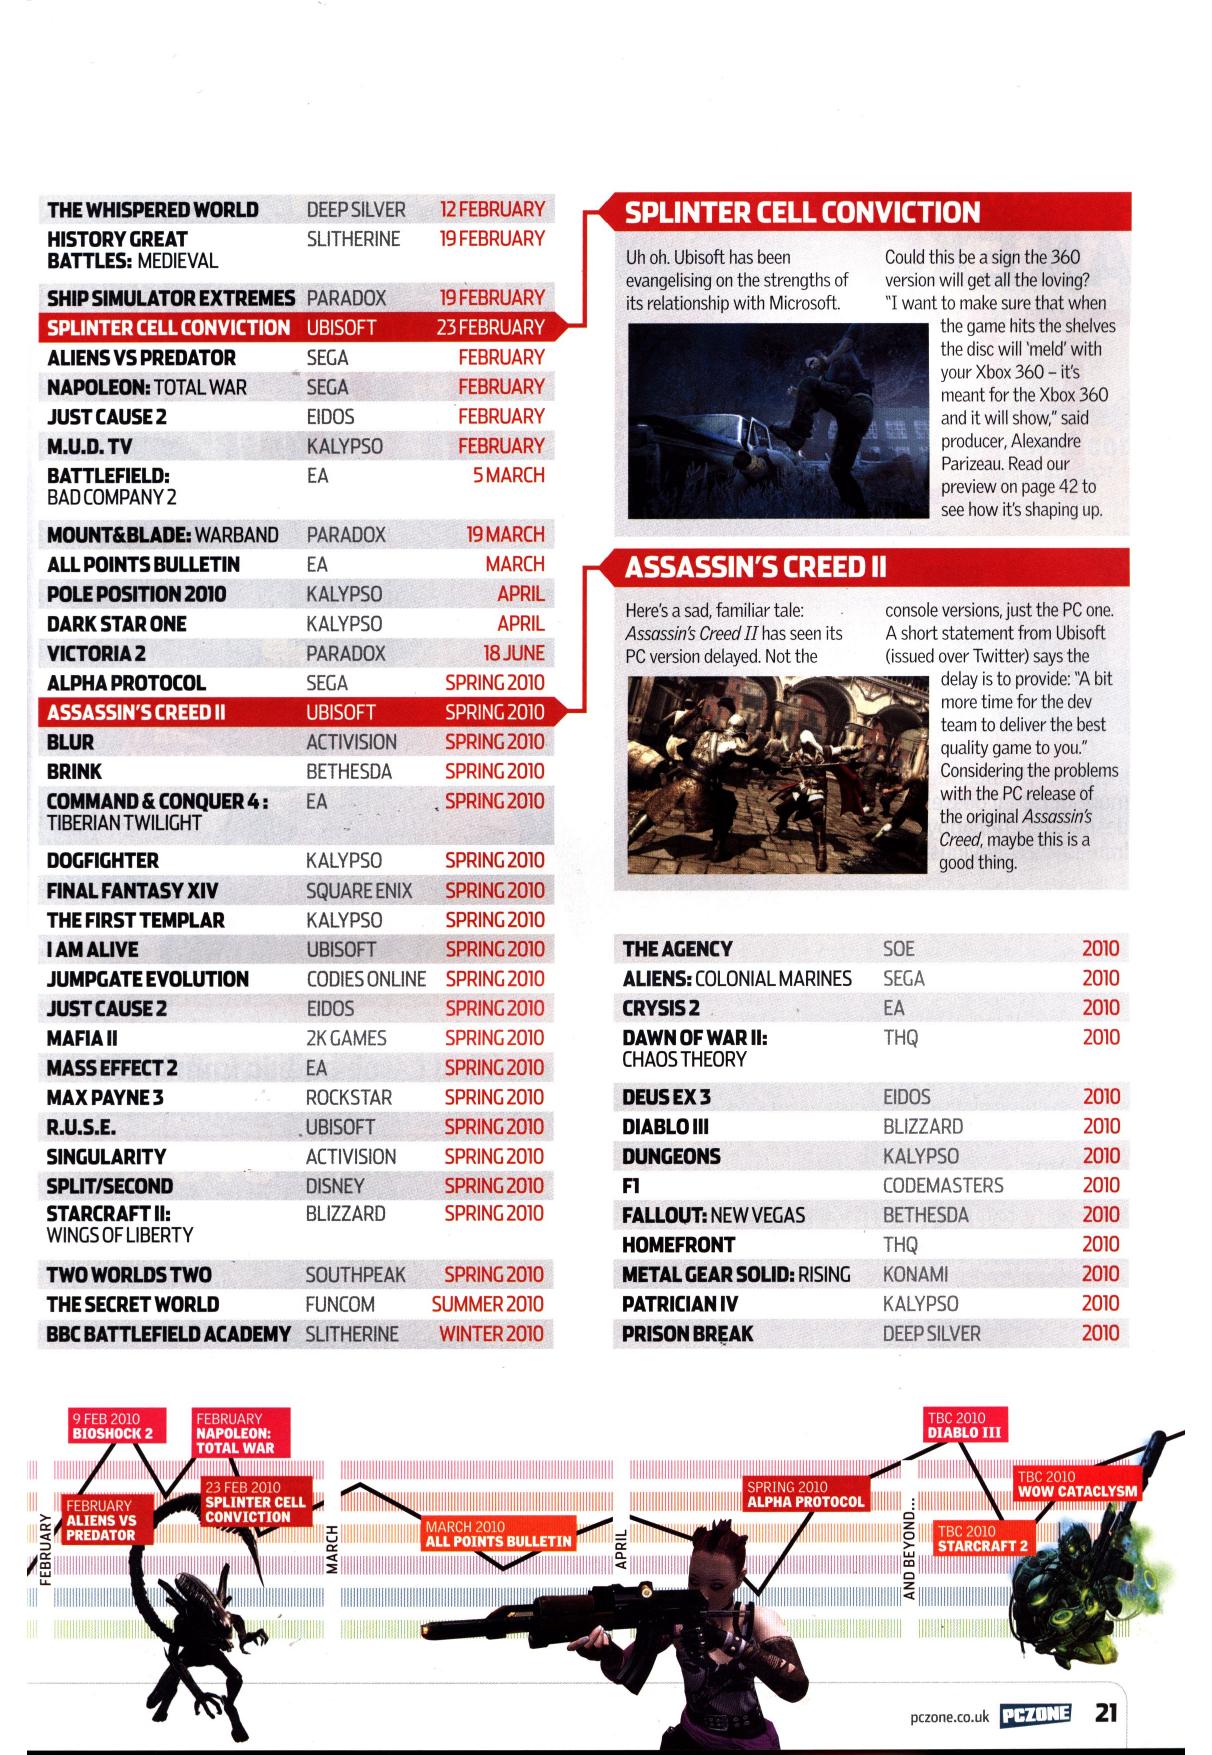 THE WHISPERED WORLD DEEP SILVER 12 FEBRUARY
HISTORY GREAT SLITHERINE 19 FEBRUARY
BATTLES: MEDIEVAL
SHIP SIMULATOR EXTREMES PARADOX 19 FEBRUARY
SPLINTER CELL CONVICTION UBISOFT 23 FEBRUARY
ALIENS VS PREDATOR SEGA FEBRUARY
NAPOLEON: TOTAL WAR SEGA FEBRUARY
JUST CAUSE 2 EIDOS FEBRUARY
M.U.D. TV KALYPSO FEBRUARY
BATTLEFIELD: EA 5 MARCH
BAD COMPANY 2
MOUNT&BLADE: WARBAND PARADOX 19 MARCH
ALL POINTS BULLETIN EA MARCH
POLE POSITION 2010 KALYPSO APRIL
DARK STAR ONE KALYPSO APRIL
VICTORIA 2 PARADOX 18 JUNE
ALPHA PROTOCOL SEGA SPRING 2010
ASSASSIN'S CREED II UBISOFT SPRING 2010
BLUR ACTIVISION SPRING 2010
BRINK BETHESDA SPRING 2010
COMMAND & CONQUER 4: EA SPRING 2010
TIBERIAN TWILIGHT
DOGFIGHTER KALYPSO SPRING 2010
FINAL FANTASY XIV SQUARE ENIX SPRING 2010
THE FIRST TEMPLAR KALYPSO SPRING 2010
I AM ALIVE UBISOFT SPRING 2010
JUMPGATE EVOLUTION CODIES ONLINE SPRING 2010
JUST CAUSE 2 EIDOS SPRING 2010
MAFIA II 2K GAMES SPRING 2010
MASS EFFECT 2 EA SPRING 2010
MAX PAYNE 3 ROCKSTAR SPRING 2010
R.U.S.E. UBISOFT SPRING 2010
SINGULARITY ACTIVISION SPRING 2010
SPLIT/SECOND DISNEY SPRING 2010
STARCRAFT II: BLIZZARD SPRING 2010
WINGS OF LIBERTY
TWO WORLDS TWO SOUTHPEAK SPRING 2010
THE SECRET WORLD FUNCOM SUMMER 2010
BBC BATTLEFIELD ACADEMY SLITHERINE WINTER 2010
SPLINTER CELL CONVICTION
Uh oh. Ubisoft has been
evangelising on the strengths of
its relationship with Microsoft.
Could this be a sign the 360
version will get all the loving?
"I want to make sure that when
the game hits the shelves
the disc will 'meld' with
your Xbox 360 – it's
meant for the Xbox 360
and it will show," said
producer, Alexandre
Parizeau. Read our
preview on page 42 to
see how it's shaping up.
ASSASSIN'S CREED II
Here's a sad, familiar tale:
Assassin's Creed II has seen its
PC version delayed. Not the
console versions, just the PC one.
A short statement from Ubisoft
(issued over Twitter) says the
delay is to provide: "A bit
more time for the dev
team to deliver the best
quality game to you."
Considering the problems
with the PC release of
the original Assassin's
Creed, maybe this is a
good thing.
THE AGENCY SOE 2010
ALIENS: COLONIAL MARINES SEGA 2010
CRYSIS 2 EA 2010
DAWN OF WAR II: THQ 2010
CHAOS THEORY
DEUS EX 3 EIDOS 2010
DIABLO III BLIZZARD 2010
DUNGEONS KALYPSO 2010
F1 CODEMASTERS 2010
FALLOUT: NEW VEGAS BETHESDA 2010
HOMEFRONT THQ 2010
METAL GEAR SOLID: RISING KONAMI 2010
PATRICIAN IV KALYPSO 2010
PRISON BREAK DEEP SILVER 2010
FEBRUARY
9 FEB 2010
BIOSHOCK 2
FEBRUARY
NAPOLEON:
TOTAL WAR
FEBRUARY
ALIENS VS
PREDATOR
23 FEB 2010
SPLINTER CELL
CONVICTION
MARCH
MARCH 2010
ALL POINTS BULLETIN
APRIL
SPRING 2010
ALPHA PROTOCOL
AND BEYOND...
TBC 2010
DIABLO III
TBC 2010
WOW CATACLYSM
TBC 2010
STARCRAFT 2
pczone.co.uk PCZONE 21